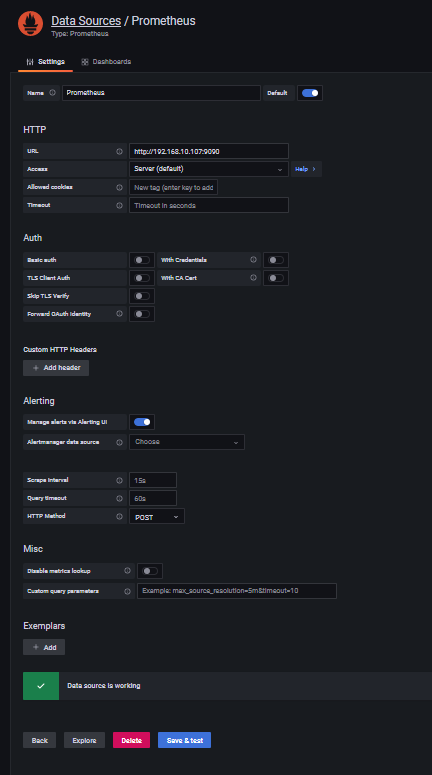 Data Sources / Prometheus
Type: Prometheus
Settings
Dashboards
Name
Prometheus
Default
HTTP
URL
http://192.168.10.107:9090
Access
Server (default)
Help
Allowed cookies
New tag (enter key to add
Timeout
Timeout in seconds
Auth
Basic auth
With Credentials
TLS Client Auth
With CA Cert
Skip TLS Verify
Forward OAuth Identity
Custom HTTP Headers
+ Add header
Alerting
Manage alerts via Alerting UI
Alertmanager data source
Choose
Scrape interval
15s
Query timeout
60s
HTTP Method
POST
Misc
Disable metrics lookup
Custom query parameters
Example: max_source_resolution=5m&timeout=10
Exemplars
+ Add
Data source is working
Back
Explore
Delete
Save & test